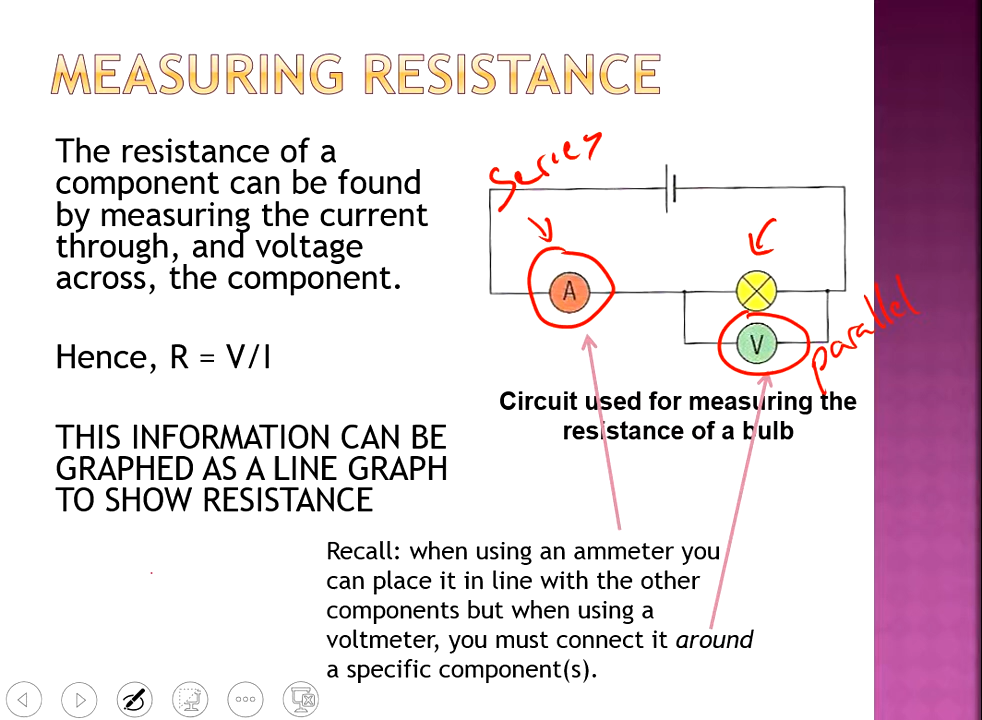 MEASURING RESISTANCE
The resistance of a
component can be found
by measuring the current
through, and voltage
across, the component.
Hence, R = V/I
THIS INFORMATION CAN BE
GRAPHED AS A LINE GRAPH
TO SHOW RESISTANCE
Series
A
V
parallel
Circuit used for measuring the
resistance of a bulb
Recall: when using an ammeter you
can place it in line with the other
components but when using a
voltmeter, you must connect it around
a specific component(s).